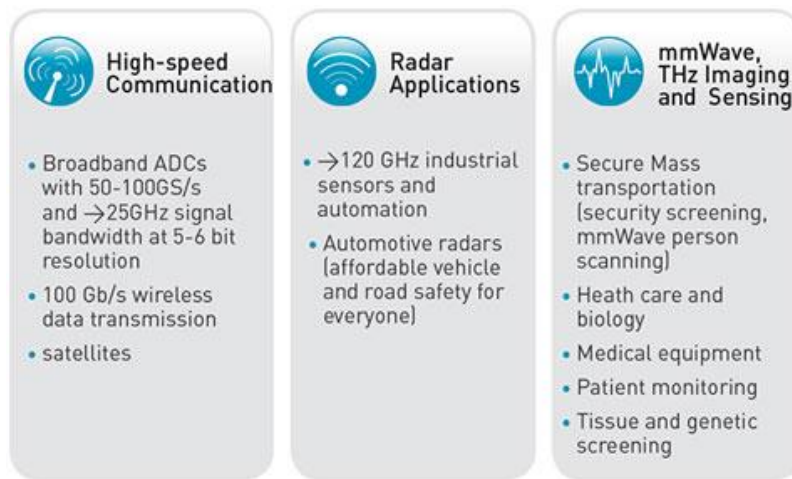 High-speed
Communication
• Broadband ADCs
with 50-100GS/s
and →25GHz signal
bandwidth at 5-6 bit
resolution
• 100 Gb/s wireless
data transmission
• satellites
Radar
Applications
• →120 GHz industrial
sensors and
automation
• Automotive radars
(affordable vehicle
and road safety for
everyone)
mmWave,
THz Imaging
and Sensing
• Secure Mass
transportation
(security screening,
mmWave person
scanning)
• Heath care and
biology
• Medical equipment
• Patient monitoring
• Tissue and genetic
screening